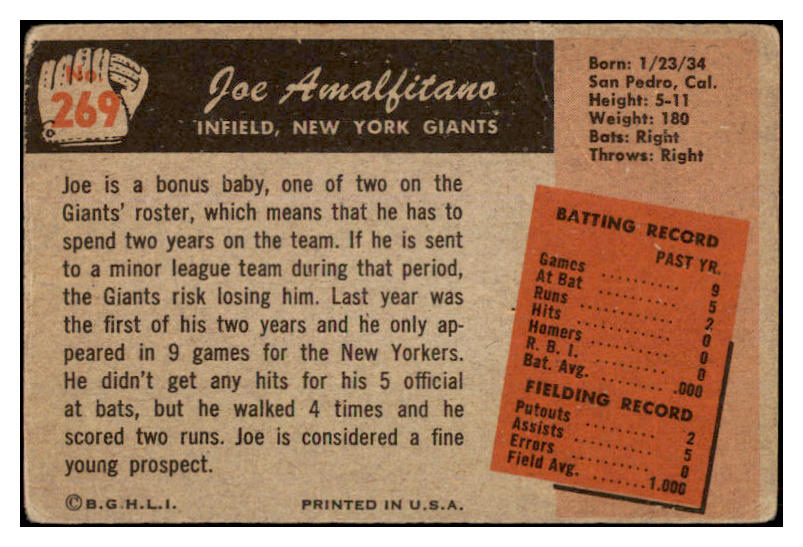 No.
269
Joe Amalfitano
INFIELD, NEW YORK GIANTS
Born: 1/23/34
San Pedro, Cal.
Height: 5-11
Weight: 180
Bats: Right
Throws: Right
Joe is a bonus baby, one of two on the
Giants' roster, which means that he has to
spend two years on the team. If he is sent
to a minor league team during that period,
the Giants risk losing him. Last year was
the first of his two years and he only ap-
peared in 9 games for the New Yorkers.
He didn't get any hits for his 5 official
at bats, but he walked 4 times and he
scored two runs. Joe is considered a fine
young prospect.
BATTING RECORD
PAST YR.
Games .......... 9
At Bat .......... 5
Runs .......... 2
Hits .......... 0
Homers .......... 0
R. B. I. .......... 0
Bat. Avg. .......... .000
FIELDING RECORD
Putouts .......... 2
Assists .......... 5
Errors .......... 0
Field Avg. ......1.000
©B.G.H.L.I.
PRINTED IN U.S.A.